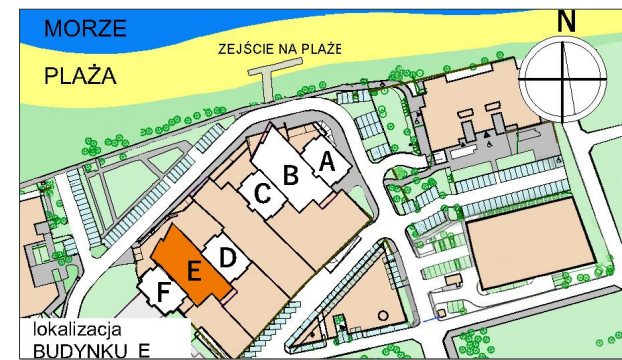 MORZE
N
ZEJŚCIE NA PLAŻE
PLAŻA
A
B
C
D
E
F
lokalizacja
BUDYNKU E